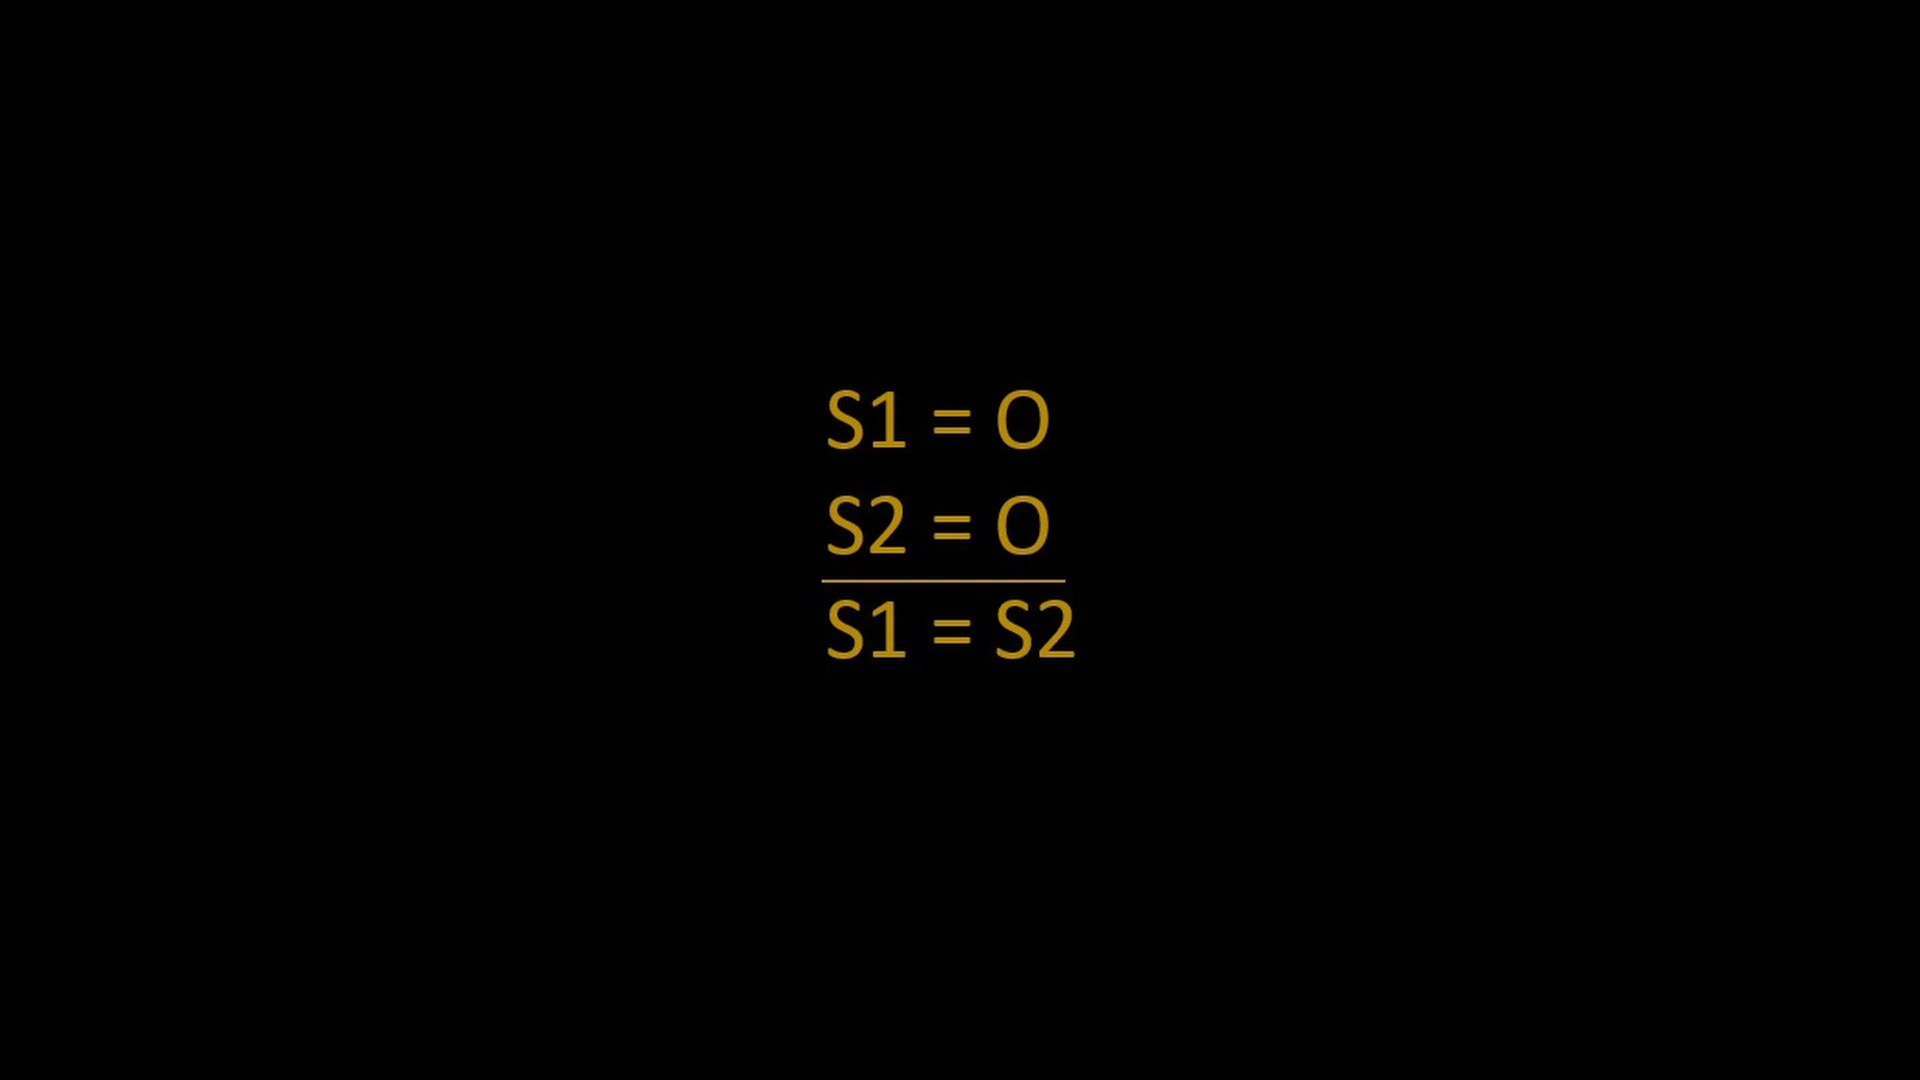 S1 = O
S2 = O
S1 = S2